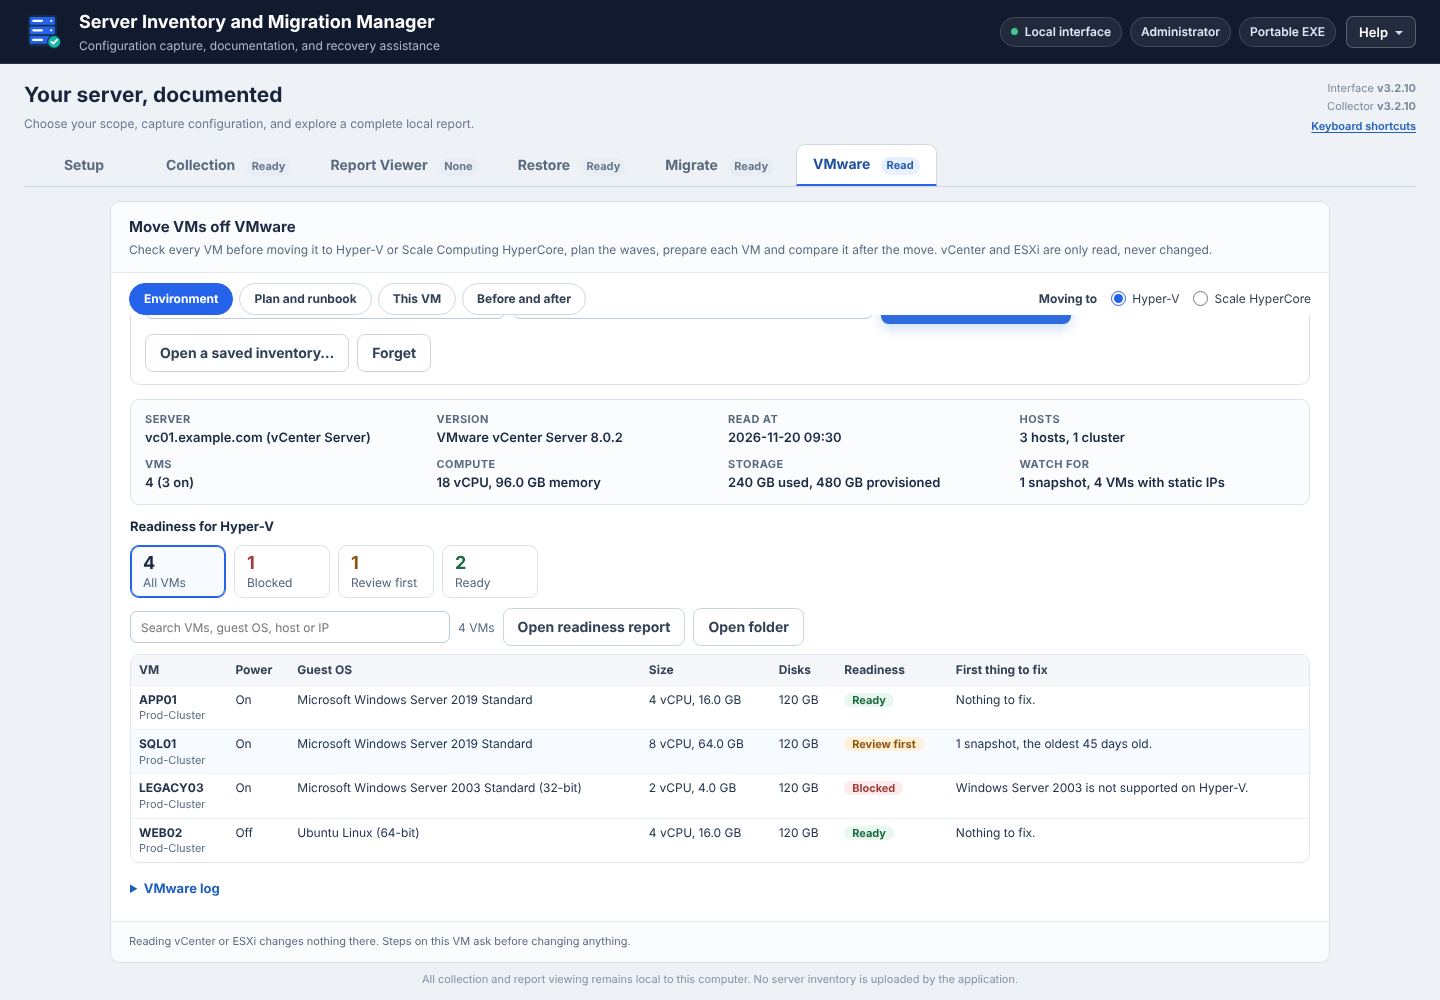 Server Inventory and Migration Manager
Configuration capture, documentation, and recovery assistance
Local interface
Administrator
Portable EXE
Help
Your server, documented
Choose your scope, capture configuration, and explore a complete local report.
Interface v3.2.10
Collector v3.2.10
Keyboard shortcuts
Setup
Collection Ready
Report Viewer None
Restore Ready
Migrate Ready
VMware Read
Move VMs off VMware
Check every VM before moving it to Hyper-V or Scale Computing HyperCore, plan the waves, prepare each VM and compare it after the move. vCenter and ESXi are only read, never changed.
Environment
Plan and runbook
This VM
Before and after
Moving to Hyper-V Scale HyperCore
Open a saved inventory...
Forget
SERVER VERSION READ AT HOSTS
vc01.example.com (vCenter Server) VMware vCenter Server 8.0.2 2026-11-20 09:30 3 hosts, 1 cluster
VMS COMPUTE STORAGE WATCH FOR
4 (3 on) 18 vCPU, 96.0 GB memory 240 GB used, 480 GB provisioned 1 snapshot, 4 VMs with static IPs
Readiness for Hyper-V
4 1 1 2
All VMs Blocked Review first Ready
Search VMs, guest OS, host or IP 4 VMs Open readiness report Open folder
VM Power Guest OS Size Disks Readiness First thing to fix
APP01 On Microsoft Windows Server 2019 Standard 4 vCPU, 16.0 GB 120 GB Ready Nothing to fix.
Prod-Cluster
SQL01 On Microsoft Windows Server 2019 Standard 8 vCPU, 64.0 GB 120 GB Review first 1 snapshot, the oldest 45 days old.
Prod-Cluster
LEGACY03 On Microsoft Windows Server 2003 Standard (32-bit) 2 vCPU, 4.0 GB 120 GB Blocked Windows Server 2003 is not supported on Hyper-V.
Prod-Cluster
WEB02 Off Ubuntu Linux (64-bit) 4 vCPU, 16.0 GB 120 GB Ready Nothing to fix.
Prod-Cluster
VMware log
Reading vCenter or ESXi changes nothing there. Steps on this VM ask before changing anything.
All collection and report viewing remains local to this computer. No server inventory is uploaded by the application.